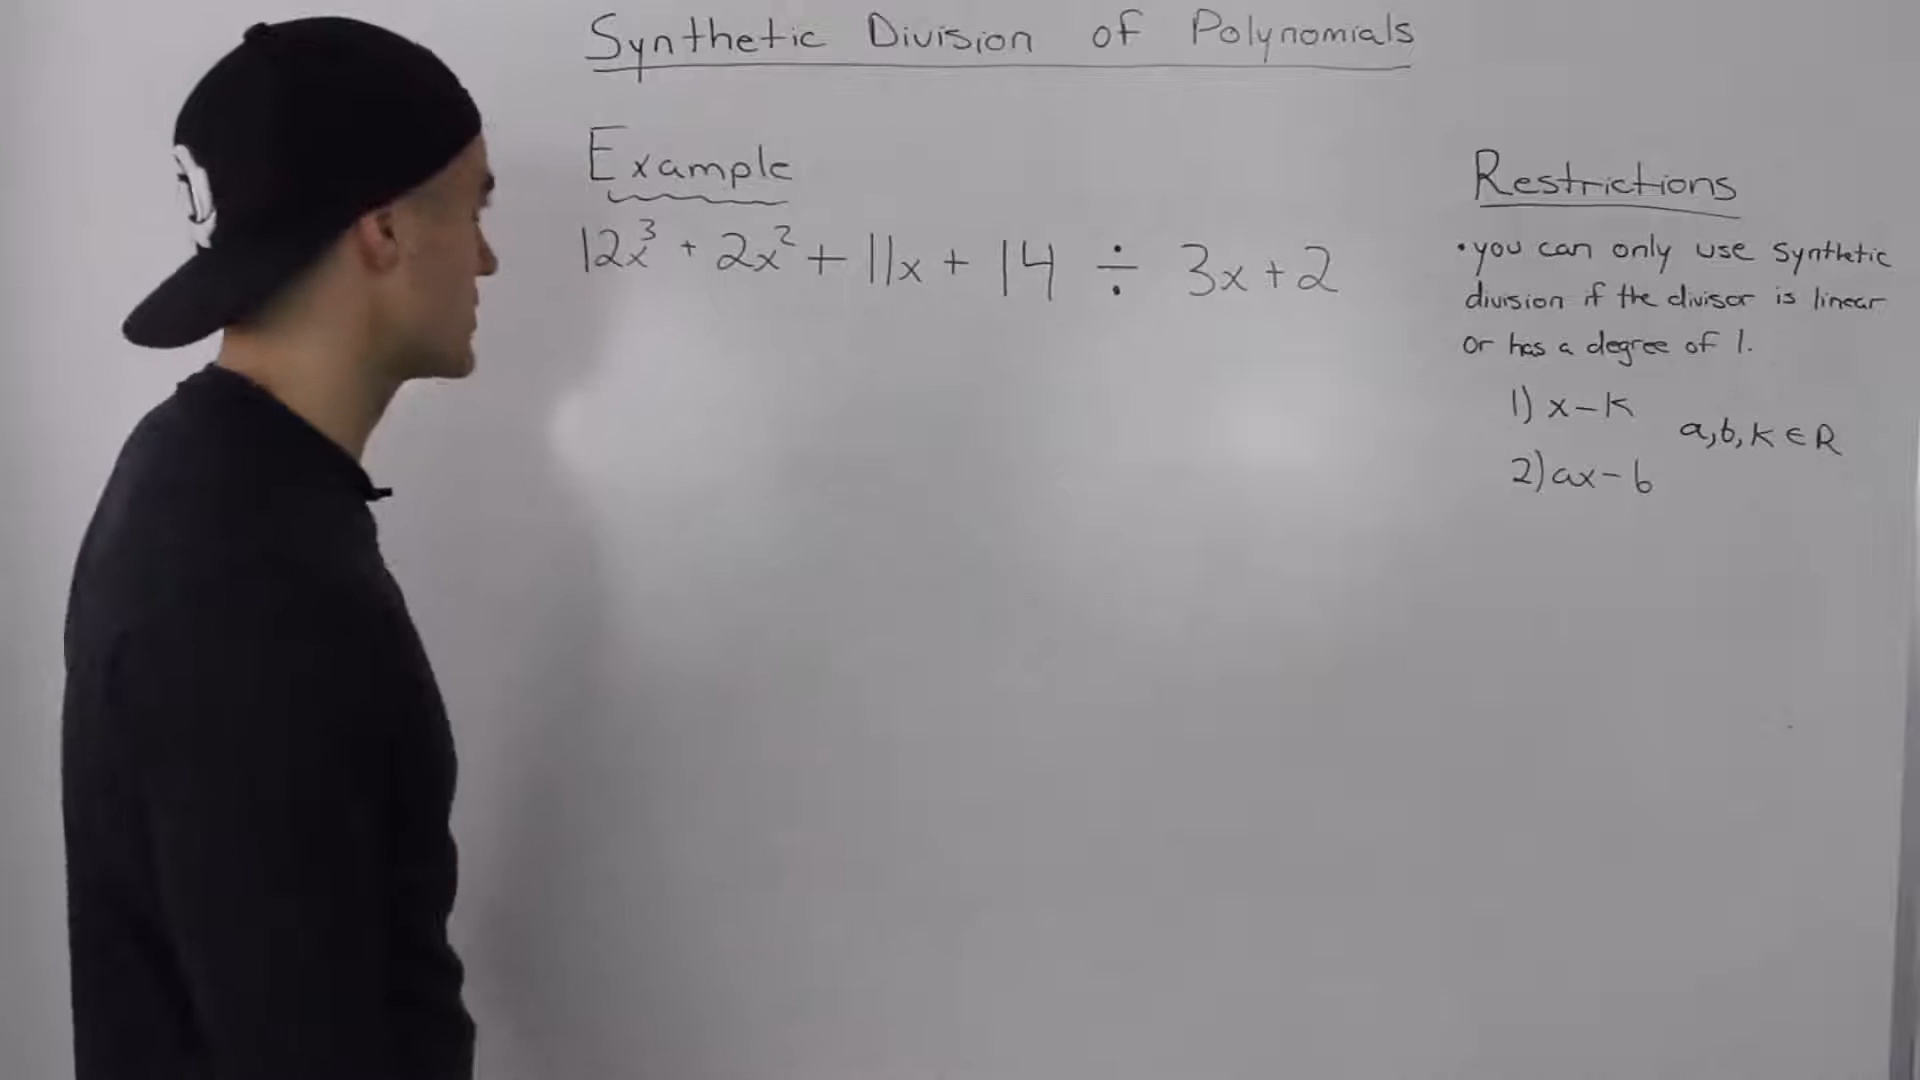 Synthetic Division of Polynomials
Example
12x³ + 2x² + 11x + 14 ÷ 3x + 2
Restrictions
• you can only use synthetic
division if the divisor is linear
or has a degree of 1.
1) x - k
a, b, k ∈ R
2) ax - b